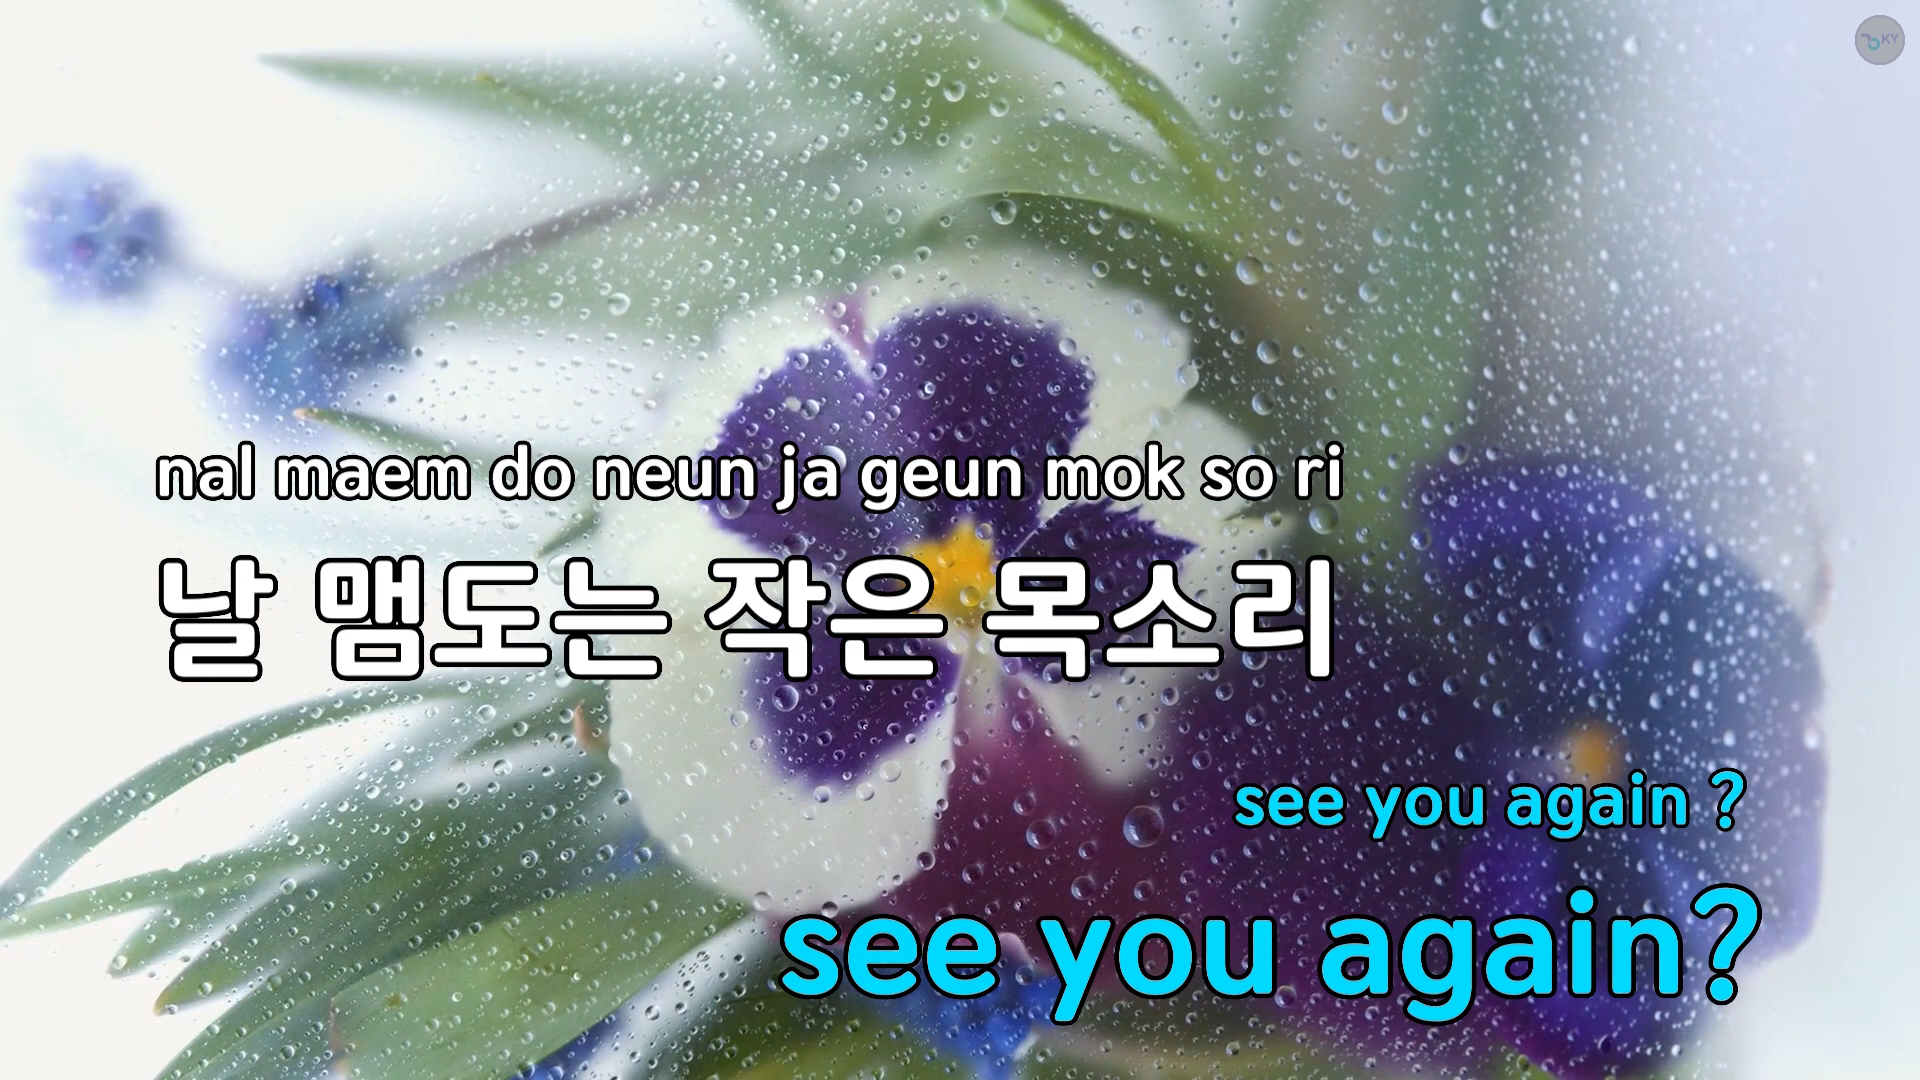 KY
nal maem do neun ja geun mok so ri
날 맴도는 작은 목소리
see you again ?
see you again?